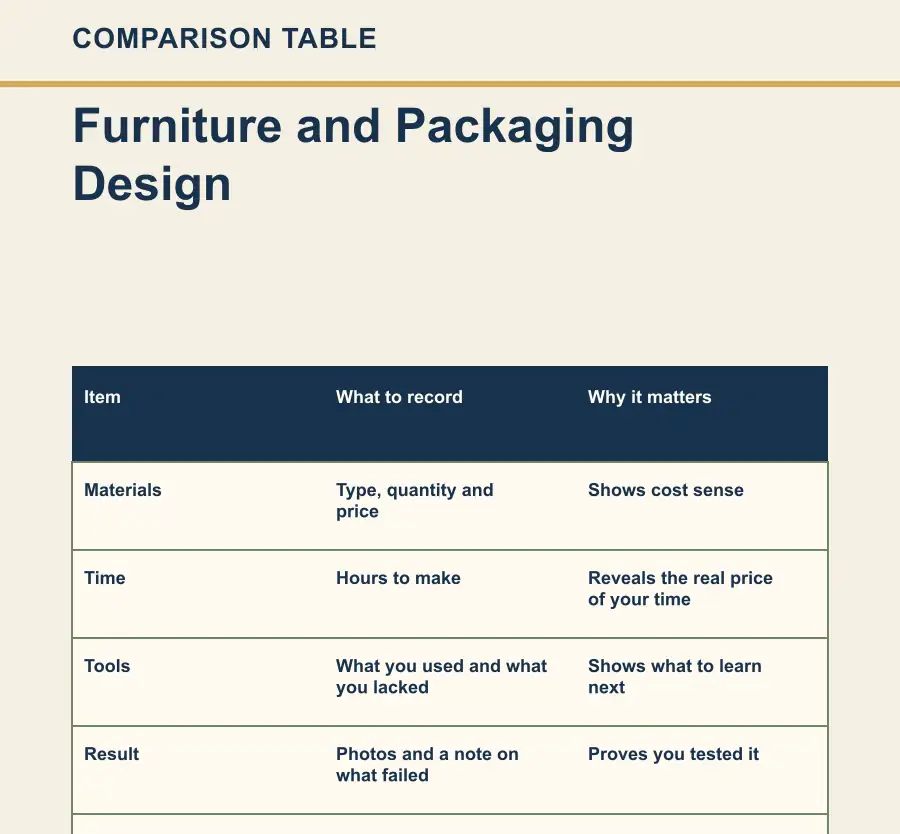 COMPARISON TABLE
Furniture and Packaging
Design
Item What to record Why it matters
Materials Type, quantity and Shows cost sense
price
Time Hours to make Reveals the real price
of your time
Tools What you used and what Shows what to learn
you lacked next
Result Photos and a note on Proves you tested it
what failed